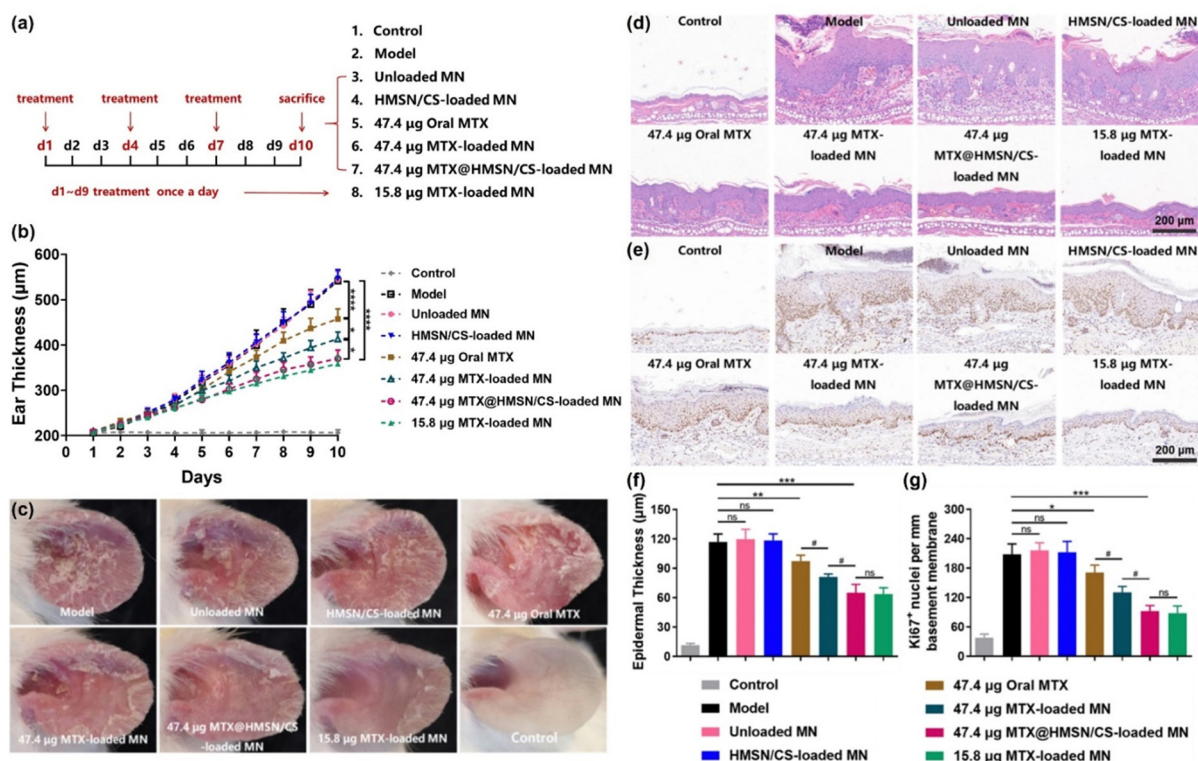 (a)
1. Control
2. Model
3. Unloaded MN
4. HMSN/CS-loaded MN
5. 47.4 μg Oral MTX
6. 47.4 μg MTX-loaded MN
7. 47.4 μg MTX@HMSN/CS-loaded MN
8. 15.8 μg MTX-loaded MN
treatment treatment treatment sacrifice
d1 d2 d3 d4 d5 d6 d7 d8 d9 d10
d1~d9 treatment once a day
(b)
Ear Thickness (μm)
600
500
400
300
200
0 1 2 3 4 5 6 7 8 9 10
Days
****
*
*
****
Control
Model
Unloaded MN
HMSN/CS-loaded MN
47.4 μg Oral MTX
47.4 μg MTX-loaded MN
47.4 μg MTX@HMSN/CS-loaded MN
15.8 μg MTX-loaded MN
(c)
Model Unloaded MN HMSN/CS-loaded MN 47.4 μg Oral MTX
47.4 μg MTX-loaded MN
47.4 μg MTX@HMSN/CS
-loaded MN
15.8 μg MTX-loaded MN
Control
(d)
Control Model Unloaded MN HMSN/CS-loaded MN
47.4 μg Oral MTX
47.4 μg MTX-
loaded MN
47.4 μg
MTX@HMSN/CS-
loaded MN
15.8 μg MTX-
loaded MN
200 μm
(e)
Control Model Unloaded MN HMSN/CS-loaded MN
47.4 μg Oral MTX
47.4 μg MTX-
loaded MN
47.4 μg
MTX@HMSN/CS-
loaded MN
15.8 μg MTX-
loaded MN
200 μm
(f)
Epidermal Thickness (μm)
150
120
90
60
30
0
***
**
ns
ns
#
#
ns
(g)
Ki67+ nuclei per mm
basement membrane
300
240
180
120
60
0
***
*
ns
ns
#
#
ns
Control
Model
Unloaded MN
HMSN/CS-loaded MN
47.4 μg Oral MTX
47.4 μg MTX-loaded MN
47.4 μg MTX@HMSN/CS-loaded MN
15.8 μg MTX-loaded MN